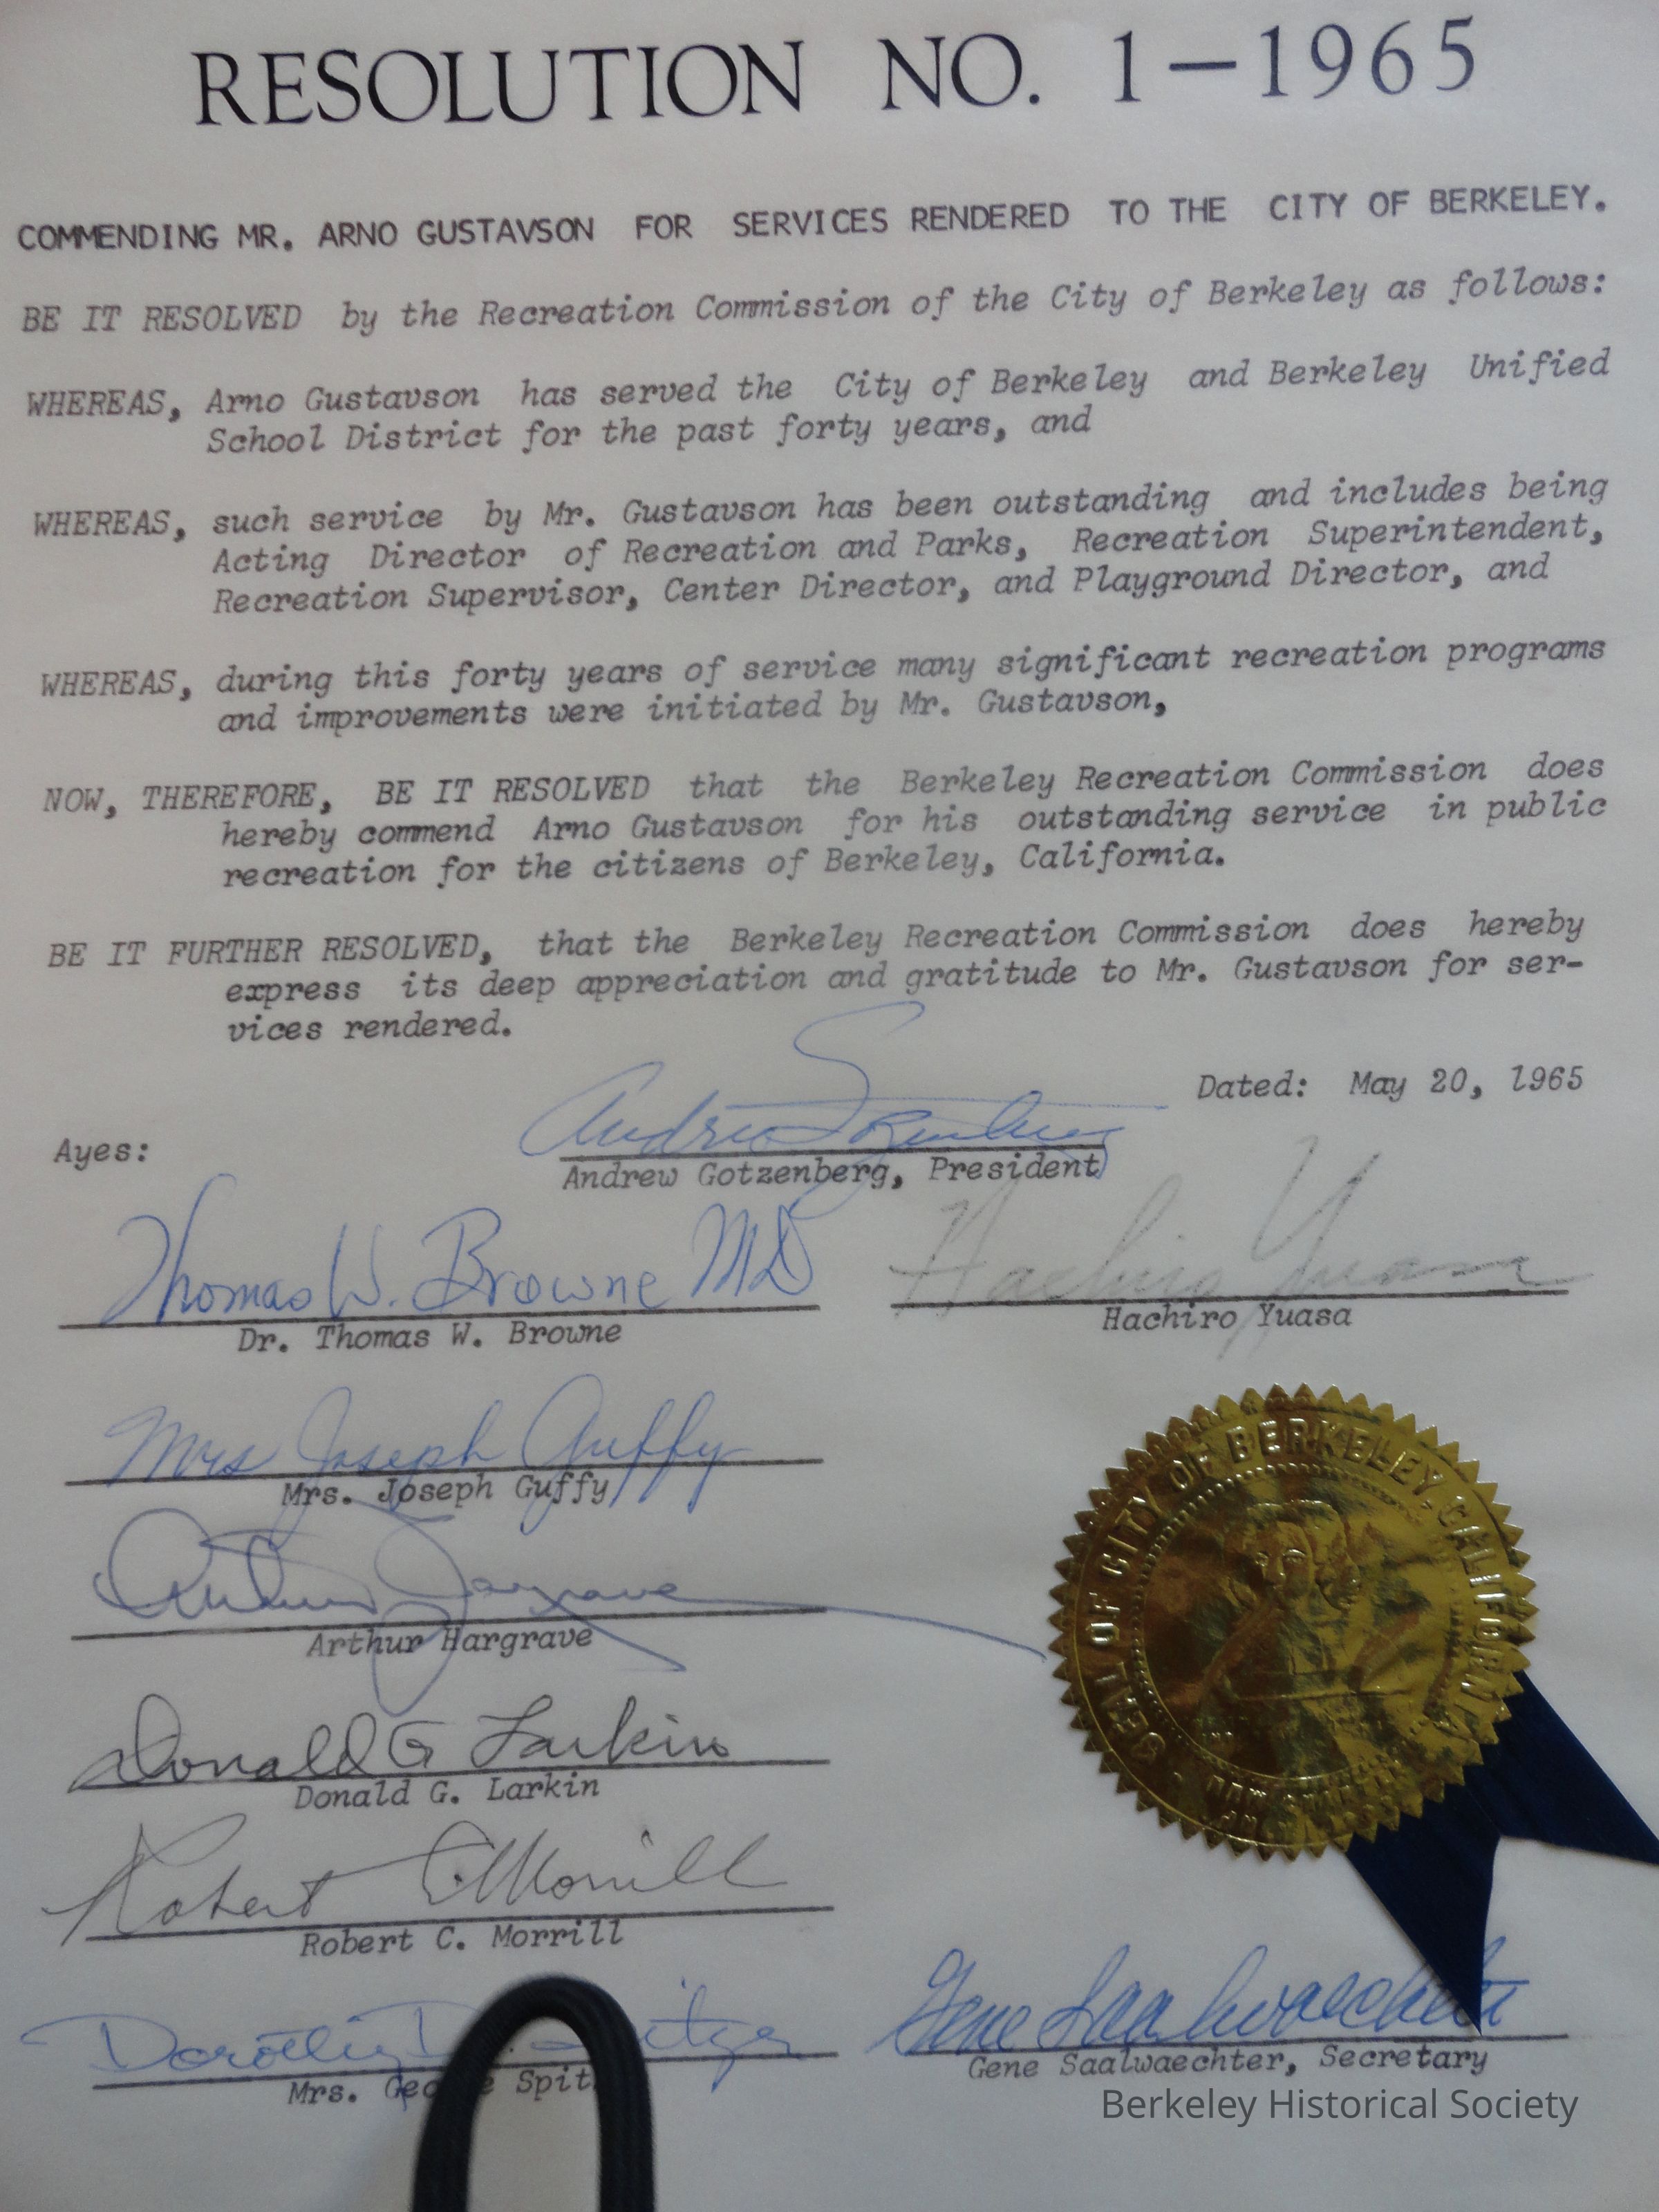 RESOLUTION NO. 1-1965
COMMENDING MR. ARNO GUSTAVSON FOR SERVICES RENDERED TO THE CITY OF BERKELEY.
BE IT RESOLVED by the Recreation Commission of the City of Berkeley as follows:
WHEREAS, Arno Gustavson has served the City of Berkeley and Berkeley Unified
School District for the past forty years, and
WHEREAS, such service by Mr. Gustavson has been outstanding and includes being
Acting Director of Recreation and Parks, Recreation Superintendent,
Recreation Supervisor, Center Director, and Playground Director, and
WHEREAS, during this forty years of service many significant recreation programs
and improvements were initiated by Mr. Gustavson,
NOW, THEREFORE, BE IT RESOLVED that the Berkeley Recreation Commission does
hereby commend Arno Gustavson for his outstanding service in public
recreation for the citizens of Berkeley, California.
BE IT FURTHER RESOLVED, that the Berkeley Recreation Commission does hereby
express its deep appreciation and gratitude to Mr. Gustavson for ser-
vices rendered.
Dated: May 20, 1965
Ayes:
Andrew Gotzenberg, President
Thomas W. Browne MD
Dr. Thomas W. Browne
Hachiro Yuasa
Hachiro Yuasa
Mrs Joseph Guffy
Mrs. Joseph Guffy
Arthur Hargrave
Arthur Hargrave
SEAL OF CITY OF BERKELEY CALIFORNIA
Donald G Larkin
Donald G. Larkin
Robert C Morrill
Robert C. Morrill
Gene Saalwaechter
Gene Saalwaechter, Secretary
Dorothy
Mrs. Spit
Berkeley Historical Society